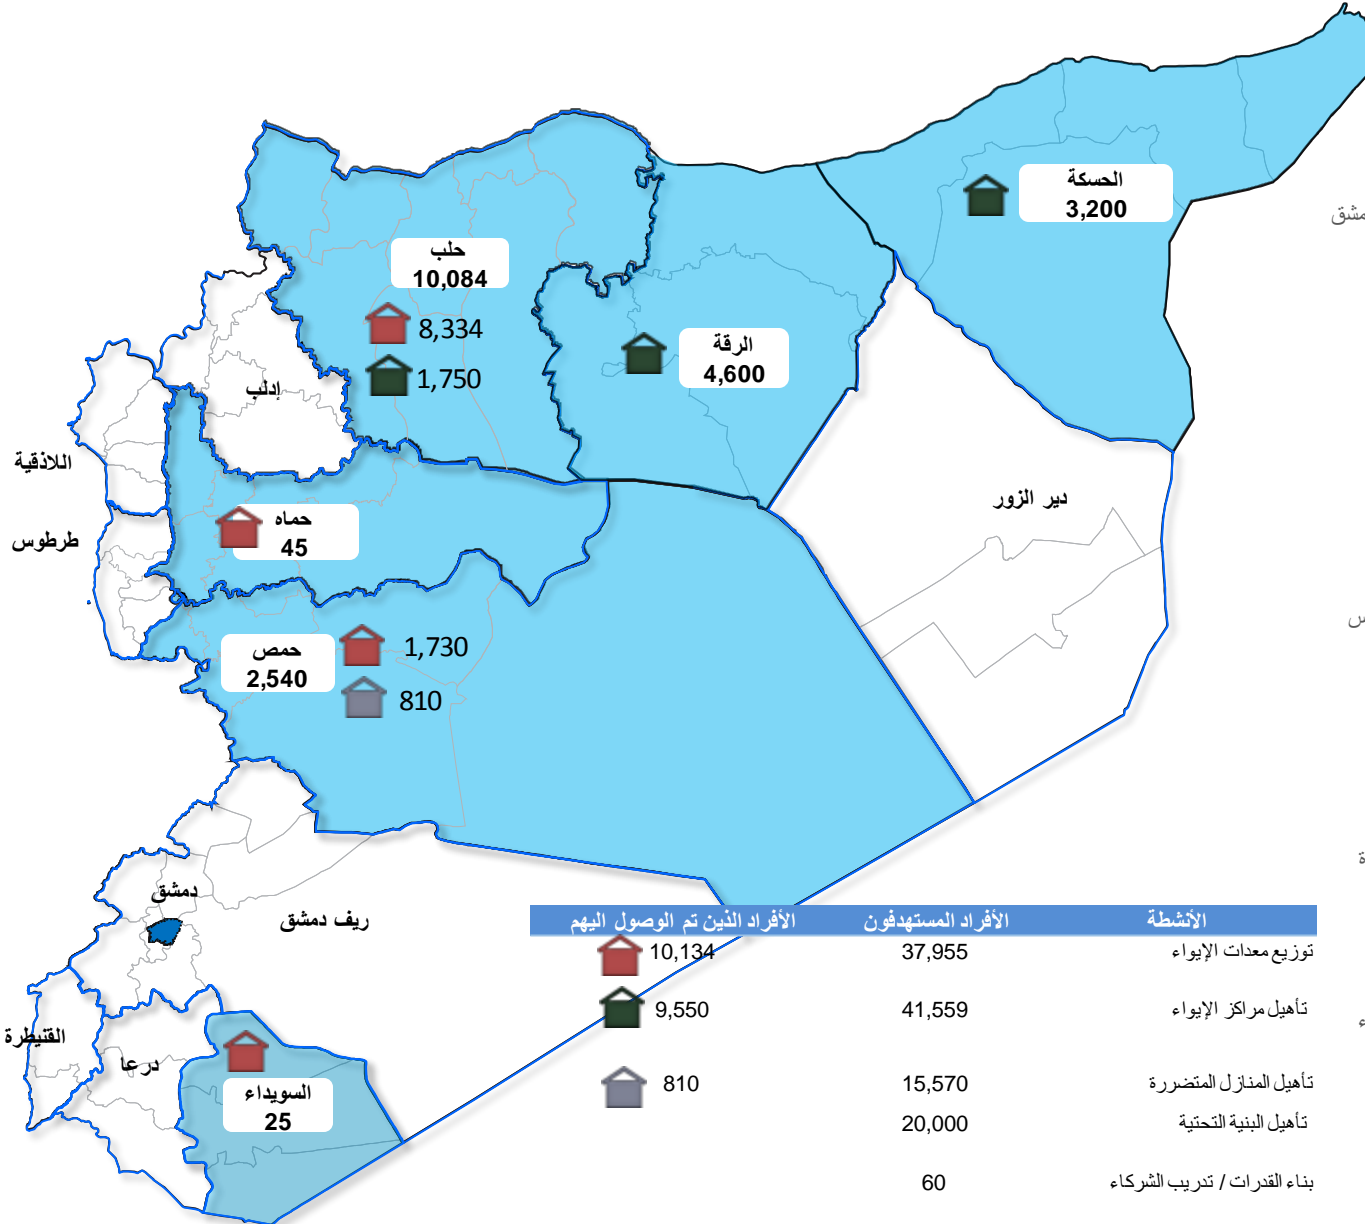 الحسكة
3,200
مشق
حلب
10,084
8,334
1,750
الرقة
4,600
إدلب
اللاذقية
دير الزور
حماه
45
طرطوس
حمص
2,540
1,730
810
س
ة
دمشق
ريف دمشق
الأنشطة الأفراد المستهدفون الأفراد الذين تم الوصول اليهم
توزيع معدات الإيواء 37,955 10,134
تأهيل مراكز الإيواء 41,559 9,550
ء
تأهيل المنازل المتضررة 15,570 810
تأهيل البنية التحتية 20,000
بناء القدرات / تدريب الشركاء 60
القنيطرة
درعا
السويداء
25